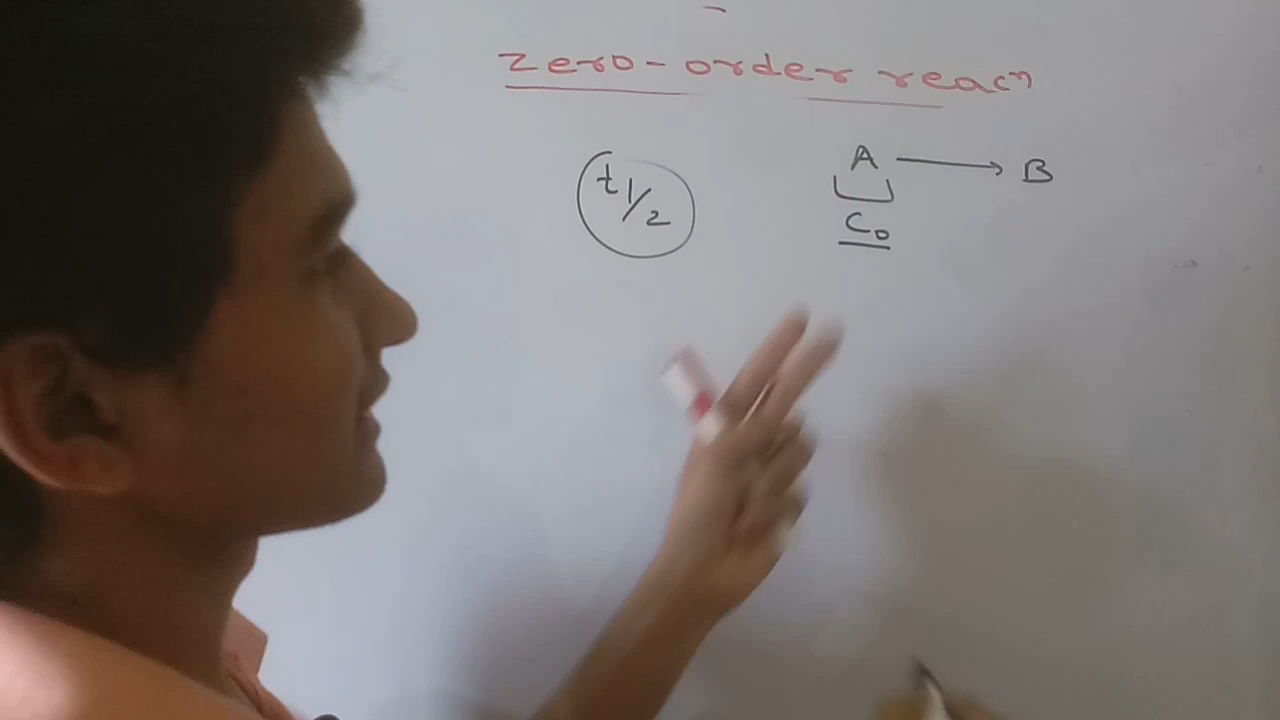 Zero-order reacn
t1/2
A → B
C0